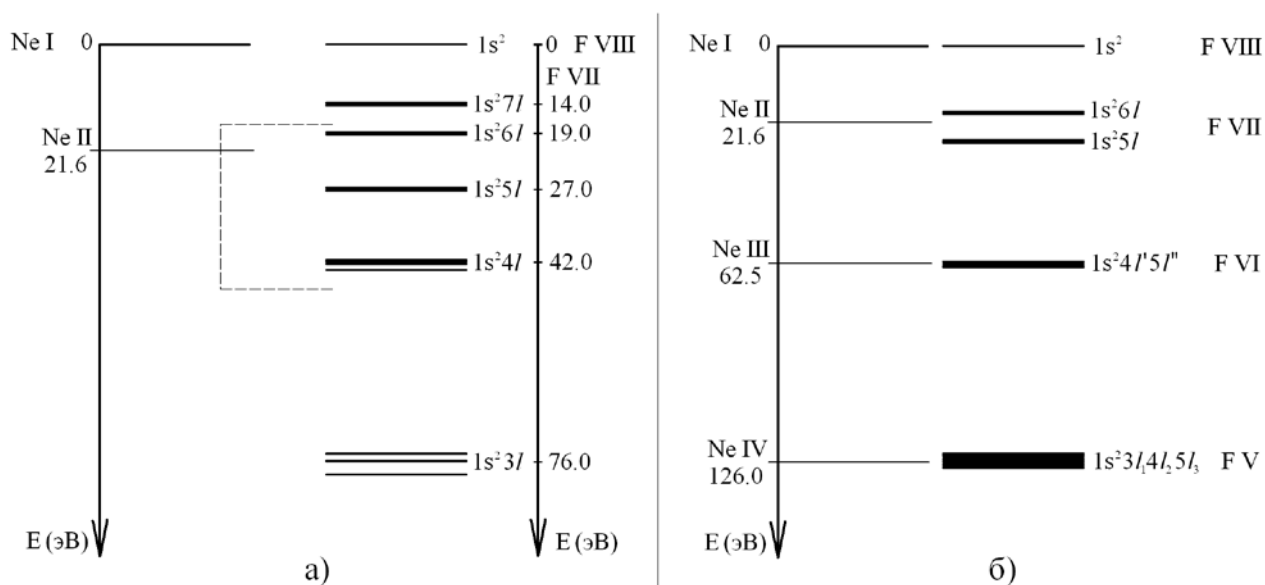 Ne I 0
1s²
0 F VIII
F VII
1s²7l 14.0
1s²6l 19.0
Ne II
21.6
1s²5l 27.0
1s²4l 42.0
1s²3l 76.0
E (эВ)
E (эВ)
а)
Ne I 0
1s² F VIII
Ne II
21.6
1s²6l
F VII
1s²5l
Ne III
62.5
1s²4l'5l" F VI
Ne IV
126.0
1s²3l₁4l₂5l₃ F V
E (эВ)
б)